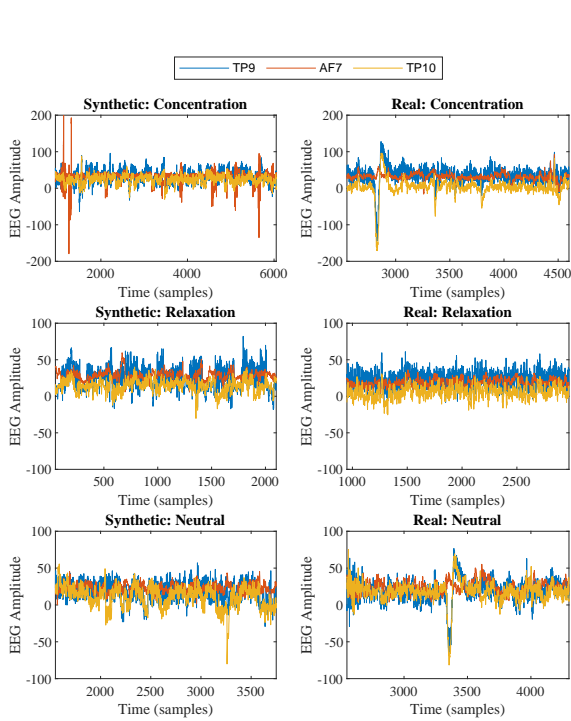 TP9 AF7 TP10
Synthetic: Concentration
200
100
0
-100
-200
EEG Amplitude
2000 4000 6000
Time (samples)
Real: Concentration
200
100
0
-100
-200
EEG Amplitude
3000 3500 4000 4500
Time (samples)
Synthetic: Relaxation
100
50
0
-50
-100
EEG Amplitude
500 1000 1500 2000
Time (samples)
Real: Relaxation
100
50
0
-50
-100
EEG Amplitude
1000 1500 2000 2500
Time (samples)
Synthetic: Neutral
100
50
0
-50
-100
EEG Amplitude
2000 2500 3000 3500
Time (samples)
Real: Neutral
100
50
0
-50
-100
EEG Amplitude
3000 3500 4000
Time (samples)